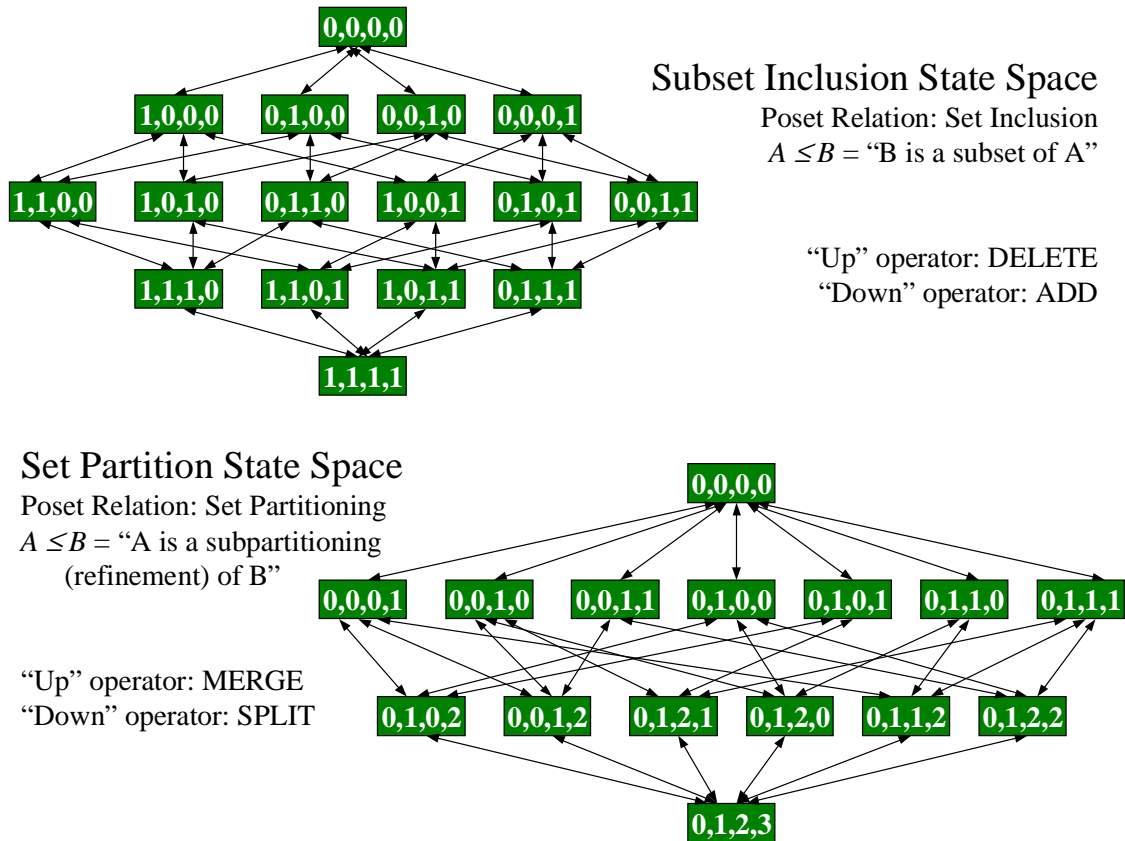 0,0,0,0
Subset Inclusion State Space
Poset Relation: Set Inclusion
A ≤ B = “B is a subset of A”
1,0,0,0 0,1,0,0 0,0,1,0 0,0,0,1
1,1,0,0 1,0,1,0 0,1,1,0 1,0,0,1 0,1,0,1 0,0,1,1
“Up” operator: DELETE
“Down” operator: ADD
1,1,1,0 1,1,0,1 1,0,1,1 0,1,1,1
1,1,1,1
Set Partition State Space
Poset Relation: Set Partitioning
A ≤ B = “A is a subpartitioning
(refinement) of B”
0,0,0,0
0,0,0,1 0,0,1,0 0,0,1,1 0,1,0,0 0,1,0,1 0,1,1,0 0,1,1,1
“Up” operator: MERGE
“Down” operator: SPLIT
0,1,0,2 0,0,1,2 0,1,2,1 0,1,2,0 0,1,1,2 0,1,2,2
0,1,2,3